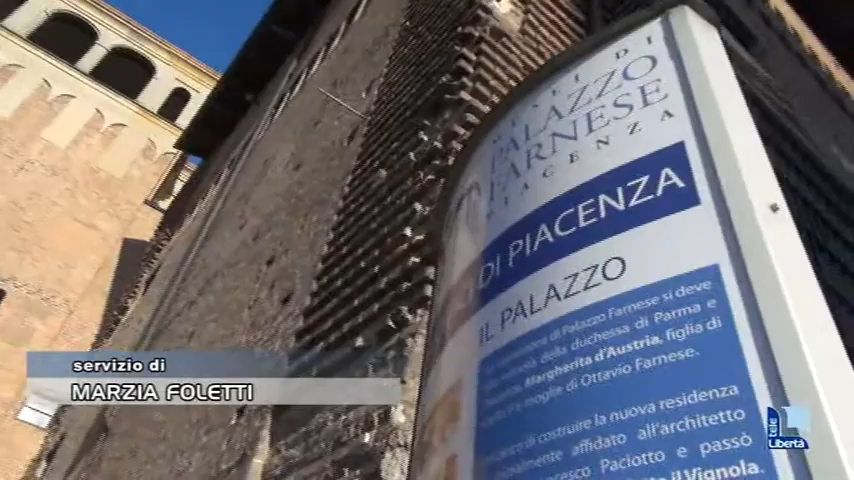 MUSEI DI
PALAZZO
FARNESE
PIACENZA
DI PIACENZA
IL PALAZZO
di Palazzo Farnese si deve
della duchessa di Parma e
Margherita d'Austria, figlia di
e moglie di Ottavio Farnese.
di costruire la nuova residenza
affidato all'architetto
Paciotto e passò
il Vignola
servizio di
MARZIA FOLETTI
tele
Libertà